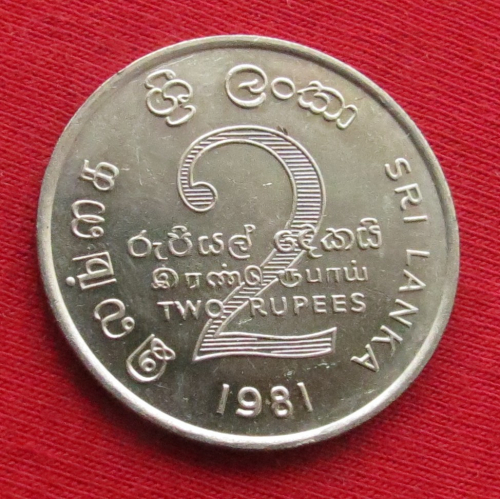 ශ්‍රී ලංකා
இலங்கை
SRI LANKA
2
රුපියල් දෙකයි
இரண்டு ரூபாய்
TWO RUPEES
1981